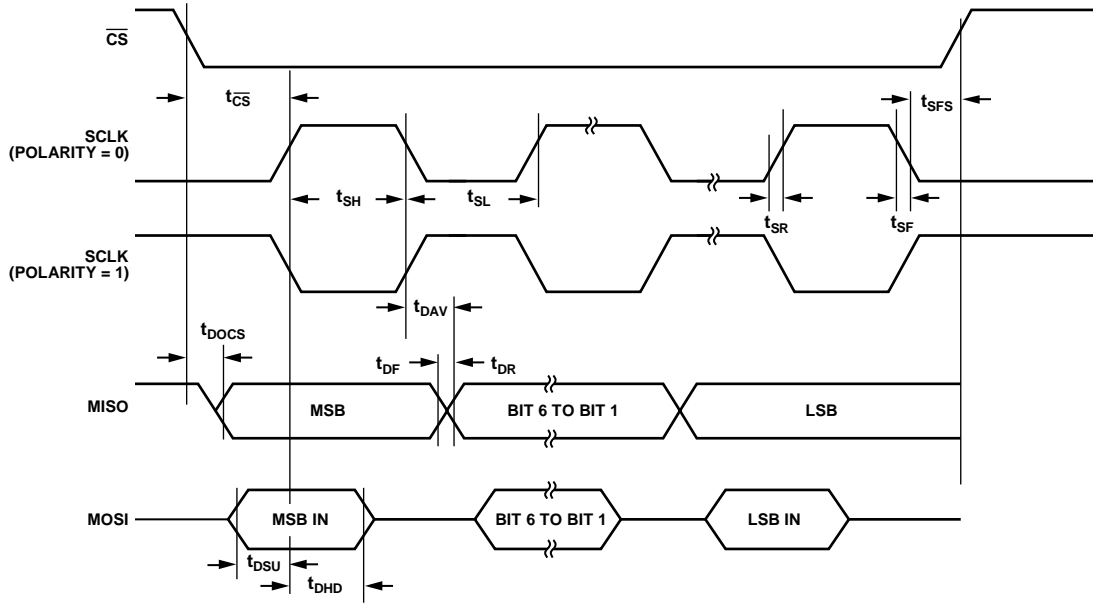 CS
tCS
tSFS
SCLK
(POLARITY = 0)
tSH
tSL
tSR
tSF
SCLK
(POLARITY = 1)
tDAV
tDOCS
tDF
tDR
MISO
MSB
BIT 6 TO BIT 1
LSB
MOSI
MSB IN
BIT 6 TO BIT 1
LSB IN
tDSU
tDHD